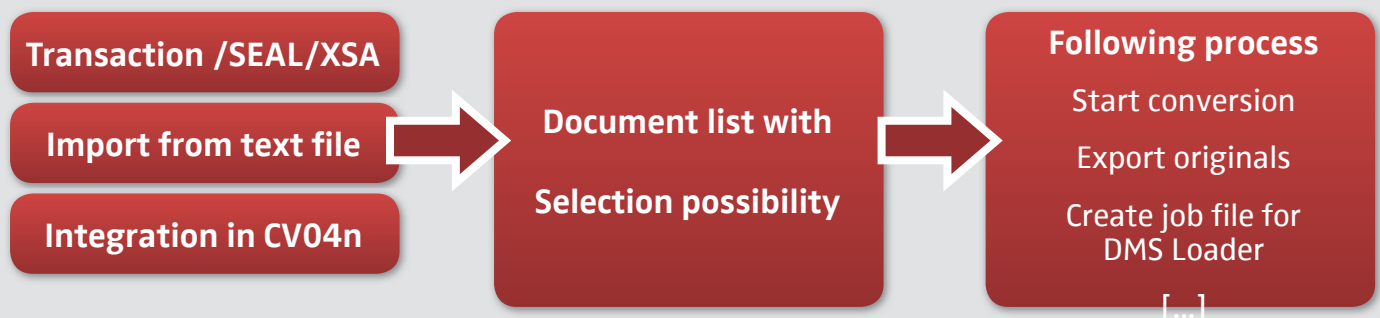 Transaction /SEAL/XSA
Import from text file
Integration in CV04n
Document list with
Selection possibility
Following process
Start conversion
Export originals
Create job file for
DMS Loader
[...]